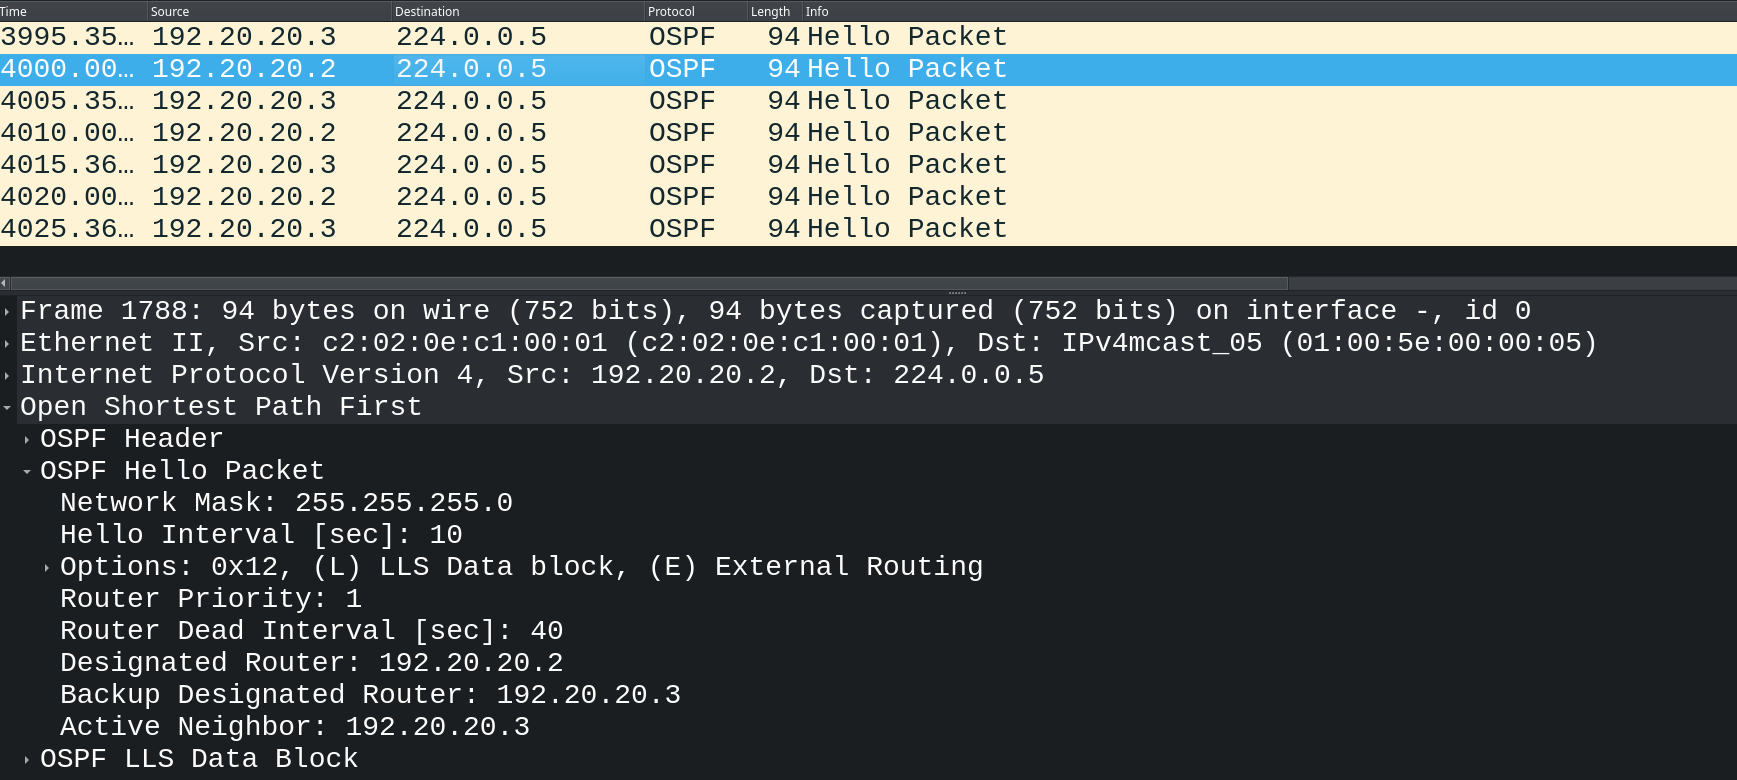 Time Source Destination Protocol Length Info
3995.35… 192.20.20.3 224.0.0.5 OSPF 94 Hello Packet
4000.00… 192.20.20.2 224.0.0.5 OSPF 94 Hello Packet
4005.35… 192.20.20.3 224.0.0.5 OSPF 94 Hello Packet
4010.00… 192.20.20.2 224.0.0.5 OSPF 94 Hello Packet
4015.36… 192.20.20.3 224.0.0.5 OSPF 94 Hello Packet
4020.00… 192.20.20.2 224.0.0.5 OSPF 94 Hello Packet
4025.36… 192.20.20.3 224.0.0.5 OSPF 94 Hello Packet
Frame 1788: 94 bytes on wire (752 bits), 94 bytes captured (752 bits) on interface -, id 0
Ethernet II, Src: c2:02:0e:c1:00:01 (c2:02:0e:c1:00:01), Dst: IPv4mcast_05 (01:00:5e:00:00:05)
Internet Protocol Version 4, Src: 192.20.20.2, Dst: 224.0.0.5
Open Shortest Path First
OSPF Header
OSPF Hello Packet
Network Mask: 255.255.255.0
Hello Interval [sec]: 10
Options: 0x12, (L) LLS Data block, (E) External Routing
Router Priority: 1
Router Dead Interval [sec]: 40
Designated Router: 192.20.20.2
Backup Designated Router: 192.20.20.3
Active Neighbor: 192.20.20.3
OSPF LLS Data Block